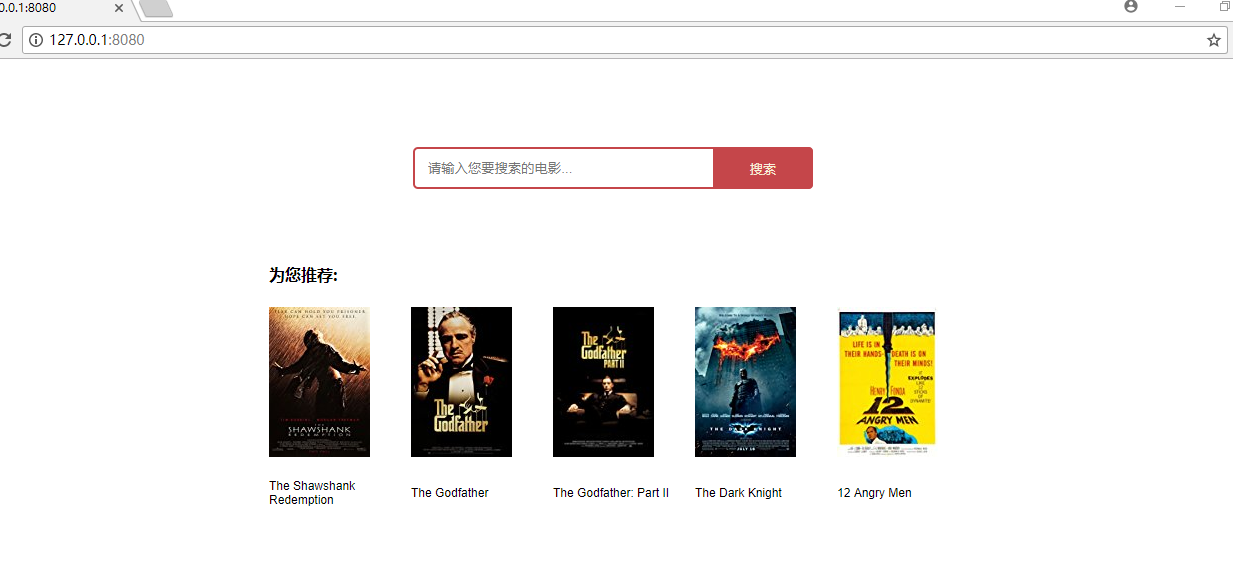 0.0.1:8080
127.0.0.1:8080
请输入您要搜索的电影...
搜索
为您推荐:
FEAR CAN HOLD YOU PRISONER
HOPE CAN SET YOU FREE
THE
SHAWSHANK
REDEMPTION
The
Godfather
The
Godfather
PART II
THE DARK KNIGHT
JULY 18
LIFE IS IN
THEIR HANDS
DEATH IS ON
THEIR MINDS!
IT
EXPLODES
LIKE
12
STICKS OF
DYNAMITE
HENRY FONDA
12
ANGRY MEN
The Shawshank
Redemption
The Godfather
The Godfather: Part II
The Dark Knight
12 Angry Men